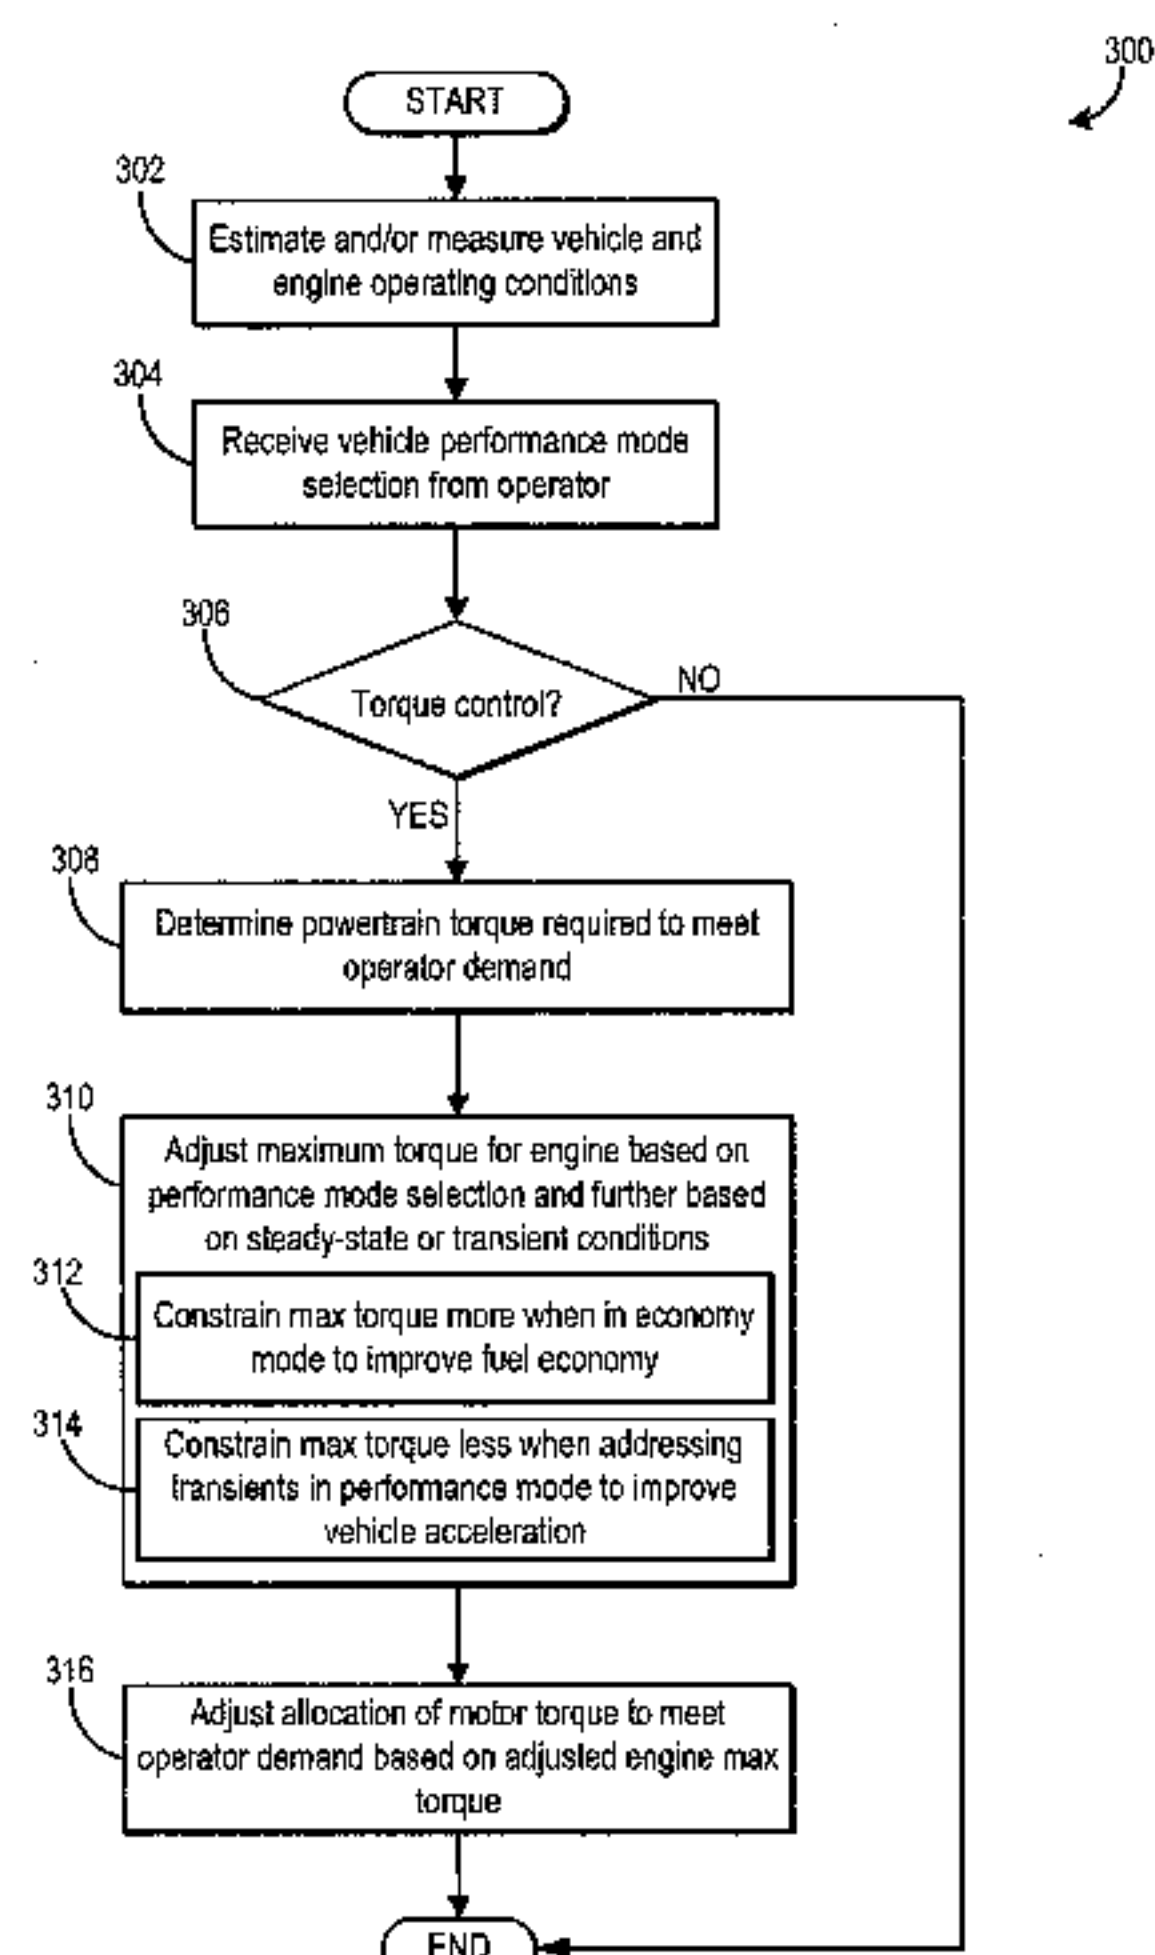 300
START
302
Estimate and/or measure vehicle and
engine operating conditions
304
Receive vehicle performance mode
selection from operator
306
Torque control?
NO
YES
308
Determine powertrain torque required to meet
operator demand
310
Adjust maximum torque for engine based on
performance mode selection and further based
on steady-state or transient conditions
312
Constrain max torque more when in economy
mode to improve fuel economy
314
Constrain max torque less when addressing
transients in performance mode to improve
vehicle acceleration
316
Adjust allocation of motor torque to meet
operator demand based on adjusted engine max
torque
END